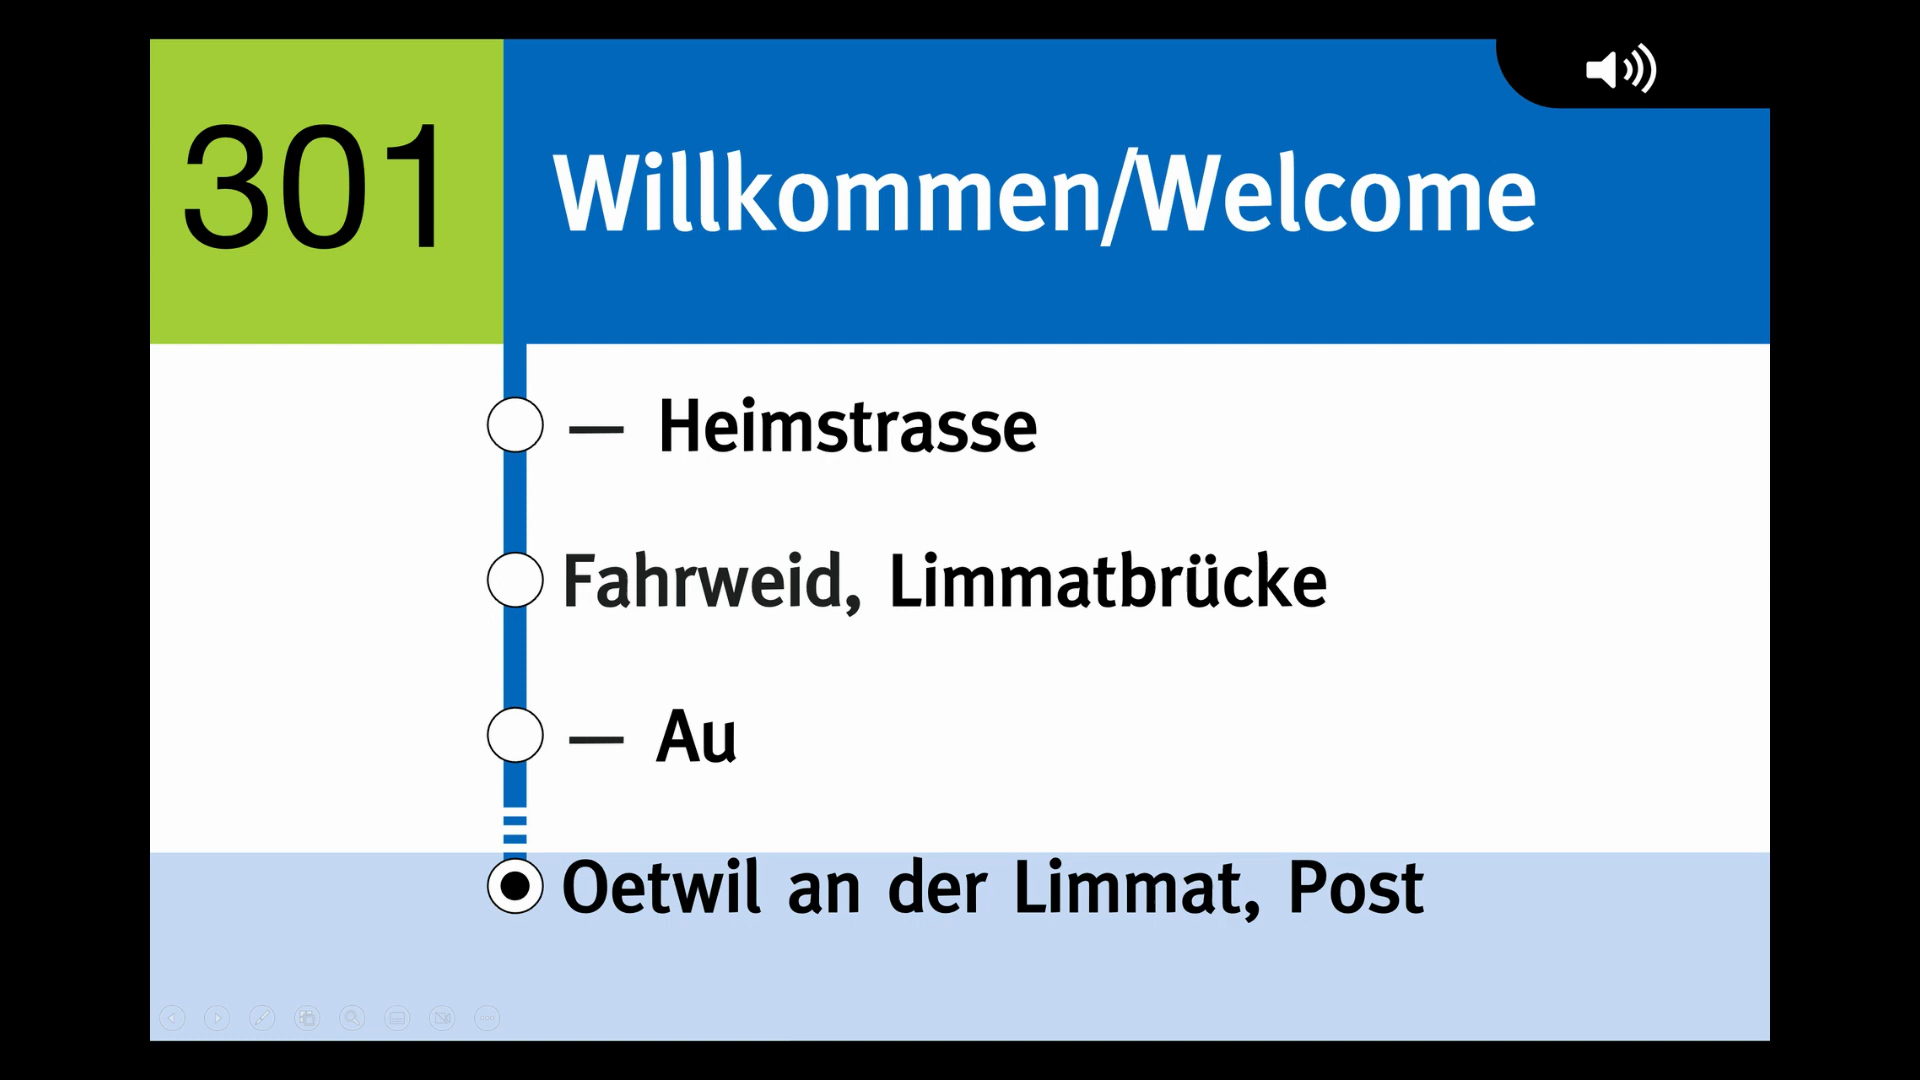 301
Willkommen/Welcome
— Heimstrasse
Fahrweid, Limmatbrücke
— Au
Oetwil an der Limmat, Post